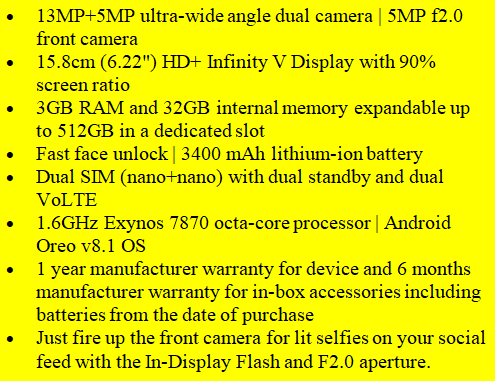 • 13MP+5MP ultra-wide angle dual camera | 5MP f2.0
front camera
• 15.8cm (6.22") HD+ Infinity V Display with 90%
screen ratio
• 3GB RAM and 32GB internal memory expandable up
to 512GB in a dedicated slot
• Fast face unlock | 3400 mAh lithium-ion battery
• Dual SIM (nano+nano) with dual standby and dual
VoLTE
• 1.6GHz Exynos 7870 octa-core processor | Android
Oreo v8.1 OS
• 1 year manufacturer warranty for device and 6 months
manufacturer warranty for in-box accessories including
batteries from the date of purchase
• Just fire up the front camera for lit selfies on your social
feed with the In-Display Flash and F2.0 aperture.